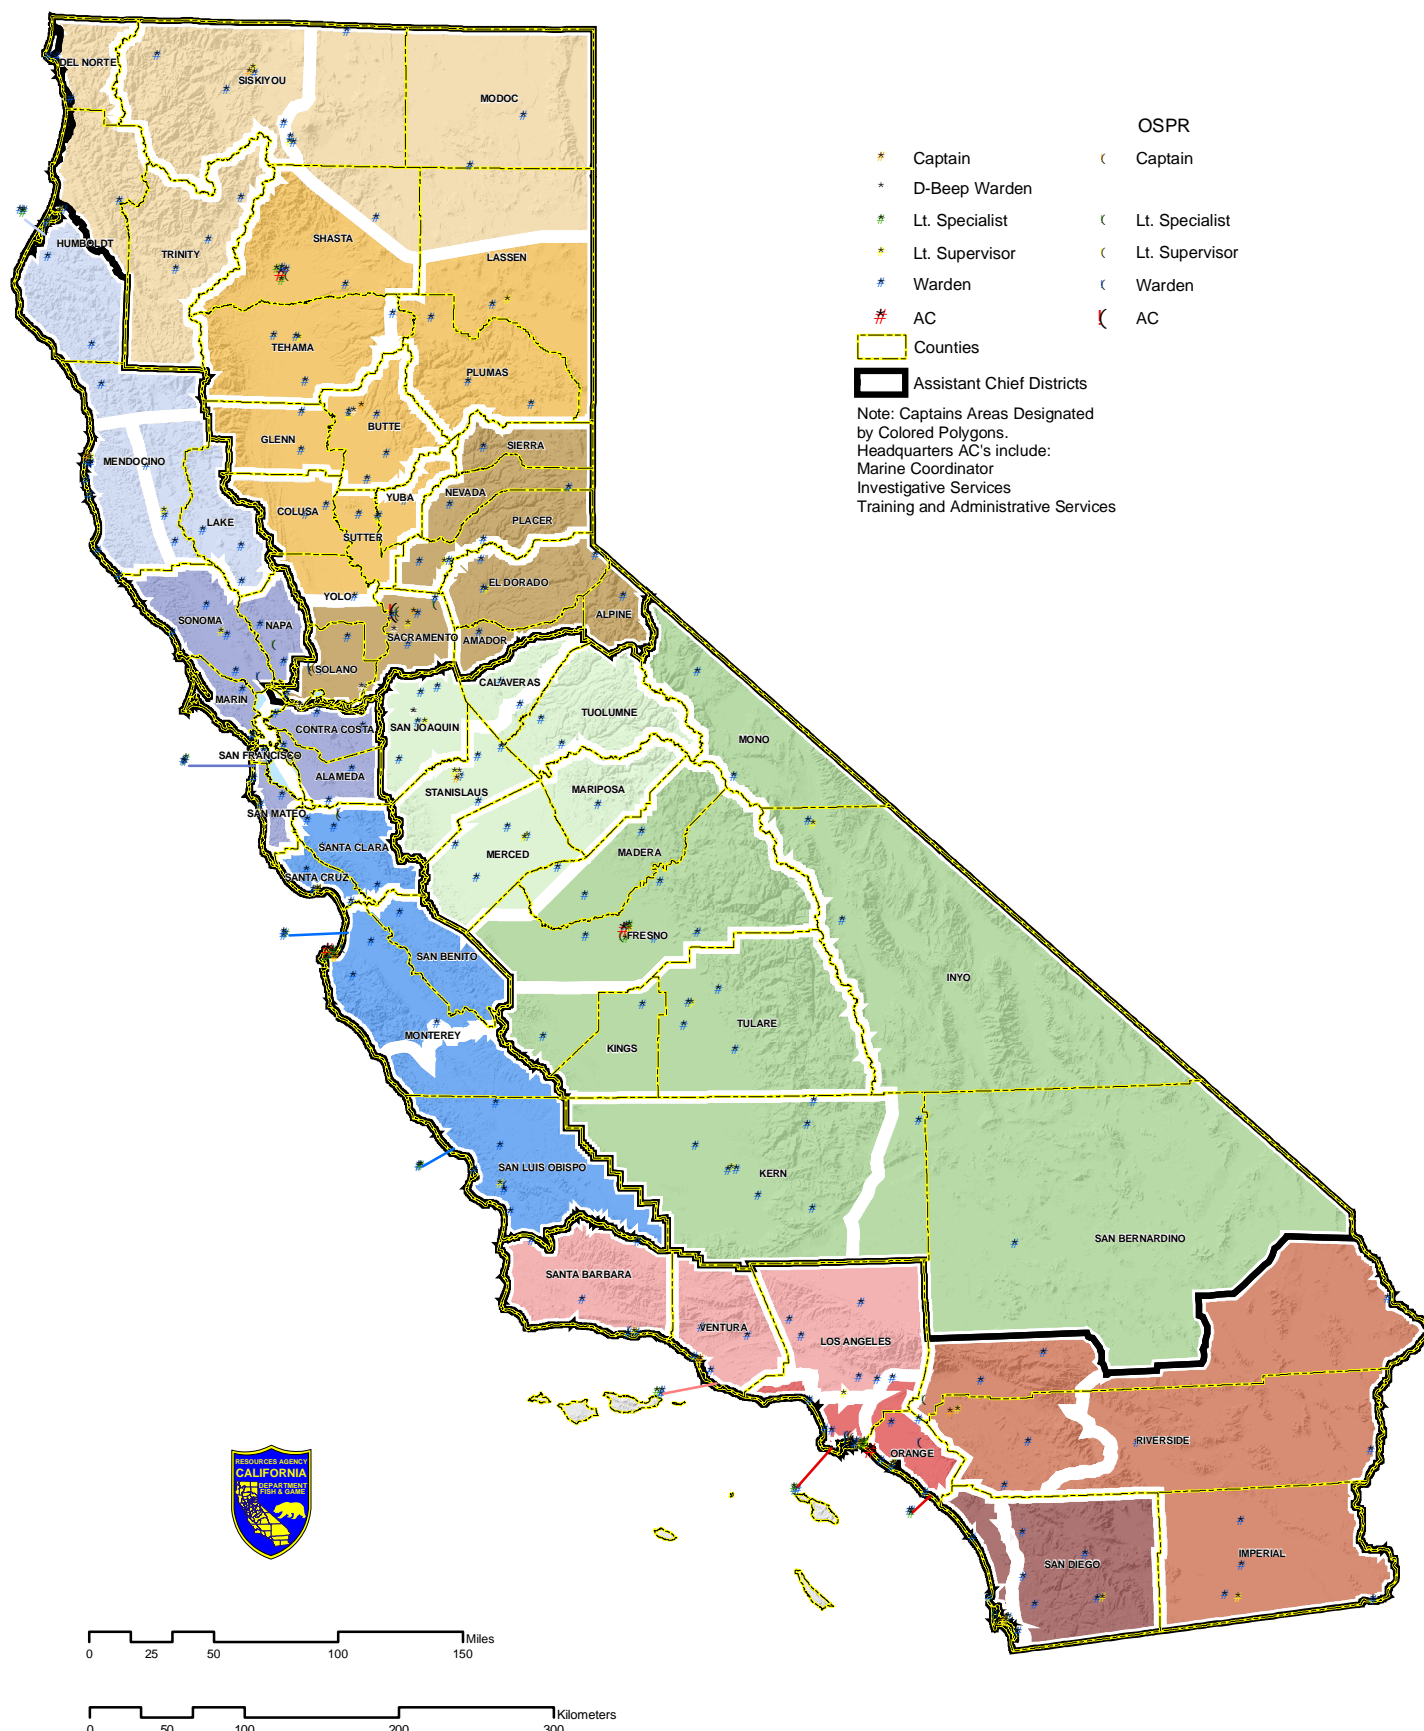 DEL NORTE
SISKIYOU
MODOC
HUMBOLDT
TRINITY
SHASTA
LASSEN
TEHAMA
PLUMAS
BUTTE
GLENN
SIERRA
MENDOCINO
NEVADA
YUBA
COLUSA
LAKE
PLACER
SUTTER
EL DORADO
YOLO
ALPINE
SONOMA
NAPA
SACRAMENTO
AMADOR
SOLANO
CALAVERAS
MARIN
TUOLUMNE
SAN JOAQUIN
CONTRA COSTA
MONO
SAN FRANCISCO
ALAMEDA
STANISLAUS
MARIPOSA
SAN MATEO
SANTA CLARA
MERCED
MADERA
SANTA CRUZ
FRESNO
SAN BENITO
INYO
TULARE
MONTEREY
KINGS
SAN LUIS OBISPO
KERN
SAN BERNARDINO
SANTA BARBARA
VENTURA
LOS ANGELES
ORANGE
RIVERSIDE
SAN DIEGO
IMPERIAL
OSPR
Captain
Captain
D-Beep Warden
Lt. Specialist
Lt. Specialist
Lt. Supervisor
Lt. Supervisor
Warden
Warden
AC
AC
Counties
Assistant Chief Districts
Note: Captains Areas Designated
by Colored Polygons.
Headquarters AC's include:
Marine Coordinator
Investigative Services
Training and Administrative Services
RESOURCES AGENCY
CALIFORNIA
DEPARTMENT
FISH & GAME
Miles
0 25 50 100 150
Kilometers
0 50 100 200 300